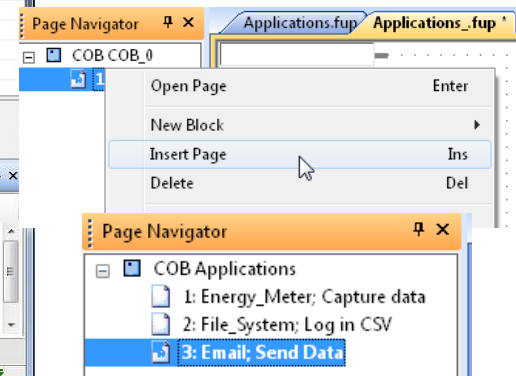 Page Navigator
Applications.fup
Applications_.fup *
COB COB_0
1
Open Page Enter
New Block
Insert Page Ins
Delete Del
Page Navigator
COB Applications
1: Energy_Meter; Capture data
2: File_System; Log in CSV
3: Email; Send Data